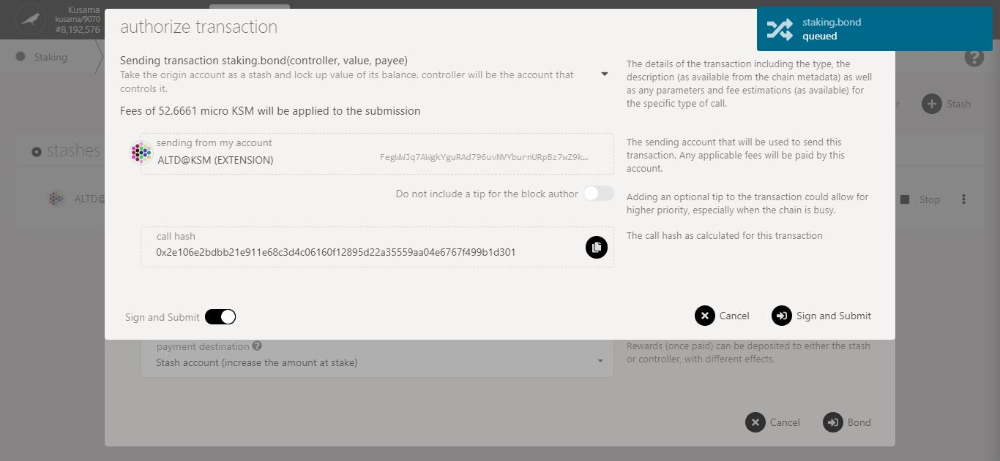 Kusama
kusama/9070
#8,192,576
Staking
authorize transaction
staking.bond
queued
Sending transaction staking.bond(controller, value, payee)
Take the origin account as a stash and lock up value of its balance. controller will be the account that
controls it.
The details of the transaction including the type, the
description (as available from the chain metadata) as well
as any parameters and fee estimations (as available) for
the specific type of call.
Fees of 52.6661 micro KSM will be applied to the submission
r
Stash
stashes
sending from my account
ALTD@KSM (EXTENSION)
FegWWJq7AWgkYguRAd796uvNVYburnURpBz7wZ9k…
The sending account that will be used to send this
transaction. Any applicable fees will be paid by this
account.
ALTD@
Do not include a tip for the block author
Adding an optional tip to the transaction could allow for
higher priority, especially when the chain is busy.
Stop
call hash
0x2e106e2bdbb21e911e68c3d4c06160f12895d22a35559aa04e6767f499b1d301
The call hash as calculated for this transaction
Sign and Submit
Cancel
Sign and Submit
payment destination
Stash account (increase the amount at stake)
Rewards (once paid) can be deposited to either the stash
or controller, with different effects.
Cancel
Bond